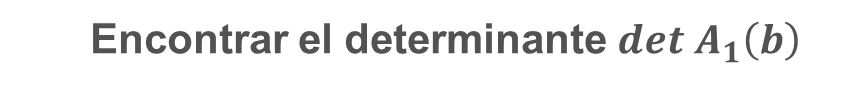 Encontrar el determinante det A₁(b)